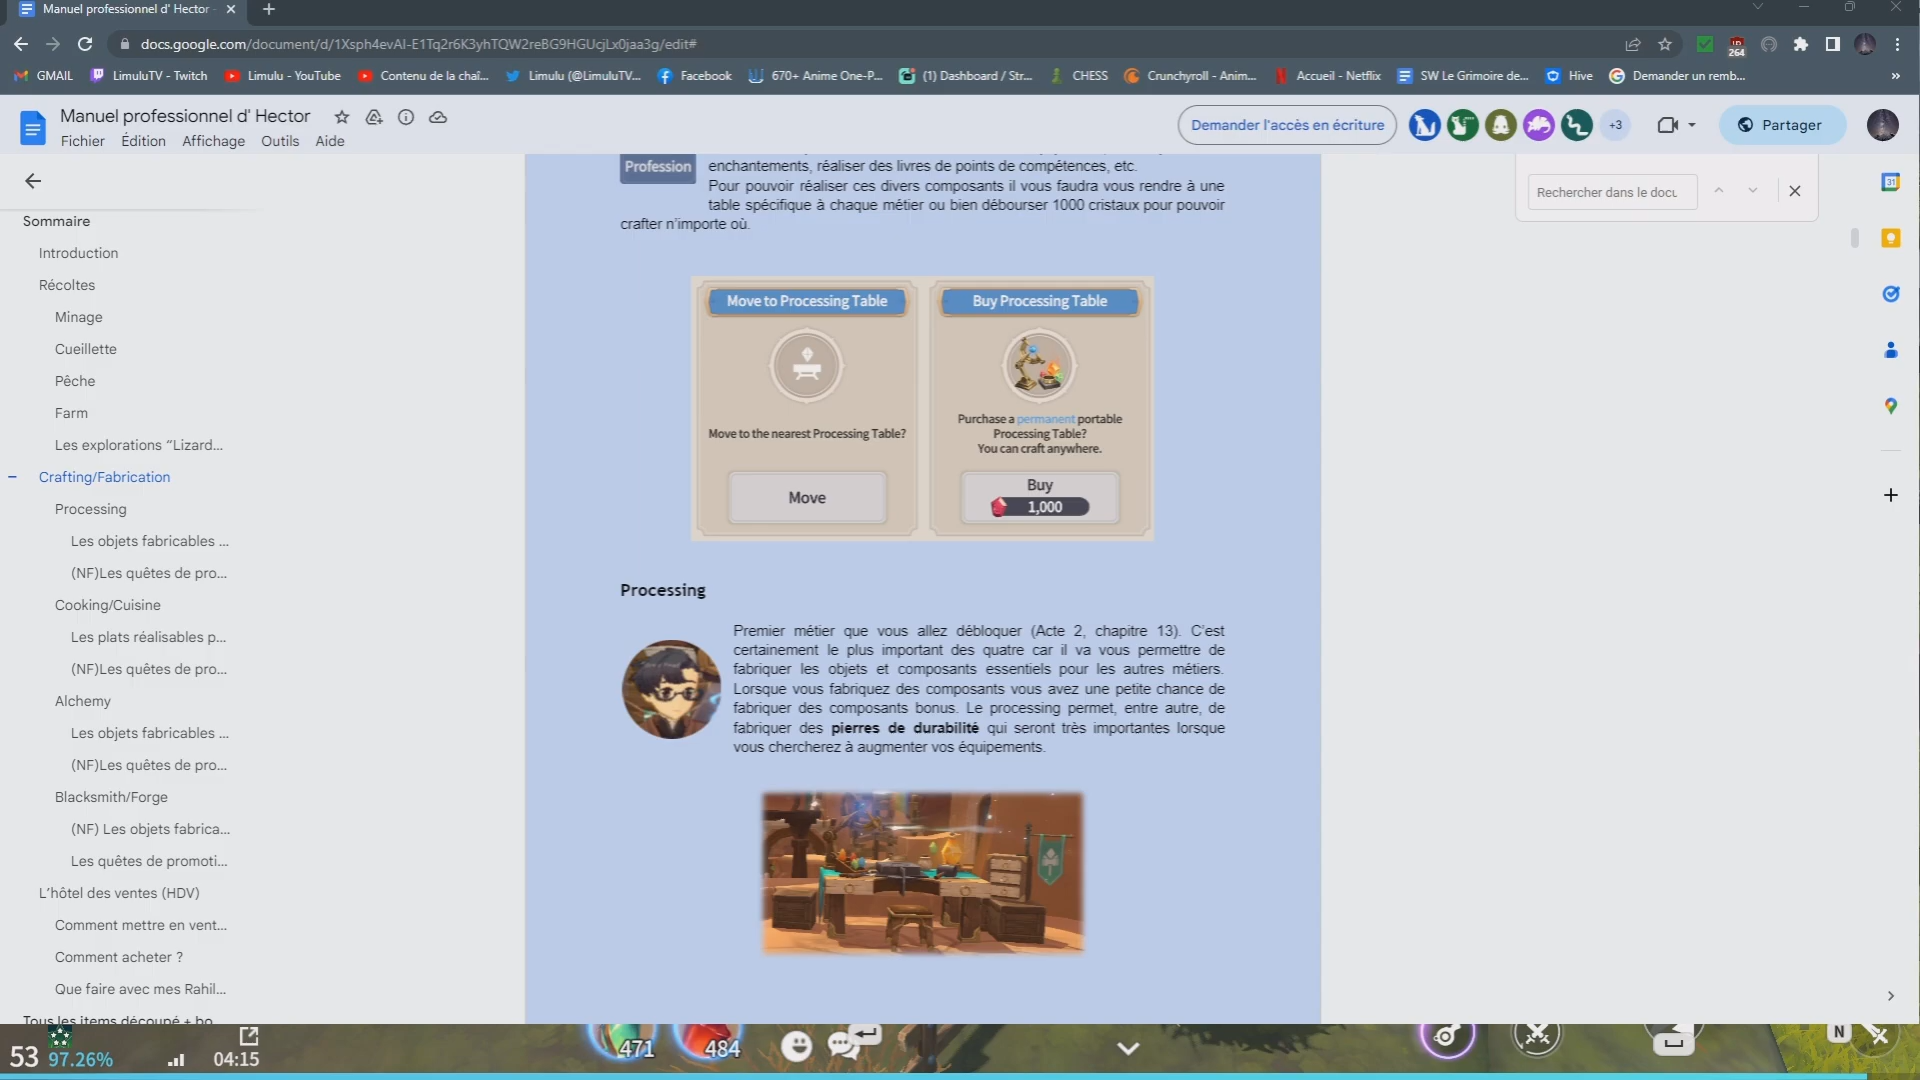 Manuel professionnel d' Hector
docs.google.com/document/d/1Xsph4evAI-E1Tq2r6K3yhTQW2reBG9HGUcjLx0jaa3g/edit#
264
GMAIL
LimuluTV - Twitch
Limulu - YouTube
Contenu de la chaî...
Limulu (@LimuluTV...
Facebook
670+ Anime One-P...
(1) Dashboard / Str...
CHESS
Crunchyroll - Anim...
Accueil - Netflix
SW Le Grimoire de...
Hive
Demander un remb...
»
Manuel professionnel d' Hector
Fichier Édition Affichage Outils Aide
Demander l'accès en écriture
+3
Partager
Rechercher dans le docu
31
Sommaire
Introduction
Récoltes
Minage
Cueillette
Pêche
Farm
Les explorations “Lizard...
Crafting/Fabrication
Processing
Les objets fabricables ...
(NF)Les quêtes de pro...
Cooking/Cuisine
Les plats réalisables p...
(NF)Les quêtes de pro...
Alchemy
Les objets fabricables ...
(NF)Les quêtes de pro...
Blacksmith/Forge
(NF) Les objets fabrica...
Les quêtes de promoti...
L’hôtel des ventes (HDV)
Comment mettre en vent...
Comment acheter ?
Que faire avec mes Rahil...
Tous les items découpé + bo
Profession
enchantements, réaliser des livres de points de compétences, etc.
Pour pouvoir réaliser ces divers composants il vous faudra vous rendre à une
table spécifique à chaque métier ou bien débourser 1000 cristaux pour pouvoir
crafter n’importe où.
Move to Processing Table
Move to the nearest Processing Table?
Move
Buy Processing Table
Purchase a permanent portable
Processing Table?
You can craft anywhere.
Buy
1,000
Processing
Premier métier que vous allez débloquer (Acte 2, chapitre 13). C’est
certainement le plus important des quatre car il va vous permettre de
fabriquer les objets et composants essentiels pour les autres métiers.
Lorsque vous fabriquez des composants vous avez une petite chance de
fabriquer des composants bonus. Le processing permet, entre autre, de
fabriquer des pierres de durabilité qui seront très importantes lorsque
vous chercherez à augmenter vos équipements.
53 97.26%
04:15
471
484
N